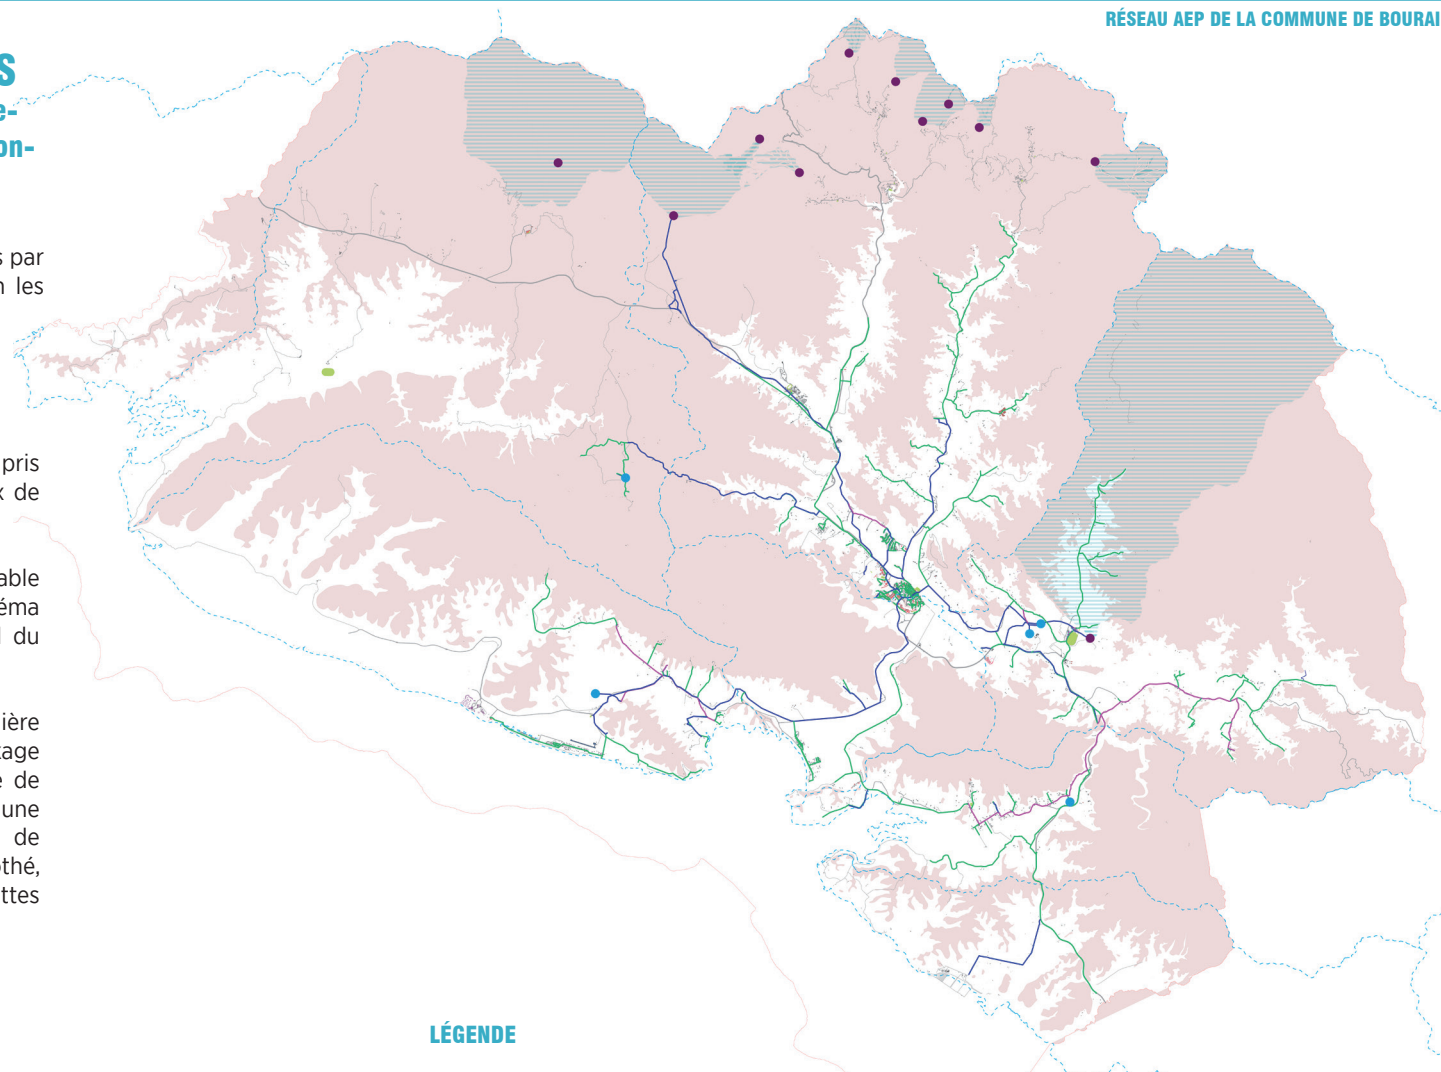 RÉSEAU AEP DE LA COMMUNE DE BOURAI
S
e-
on-
s par
n les
pris
x de
able
éma
l du
ière
tage
e de
une
de
othé,
ttes
LÉGENDE